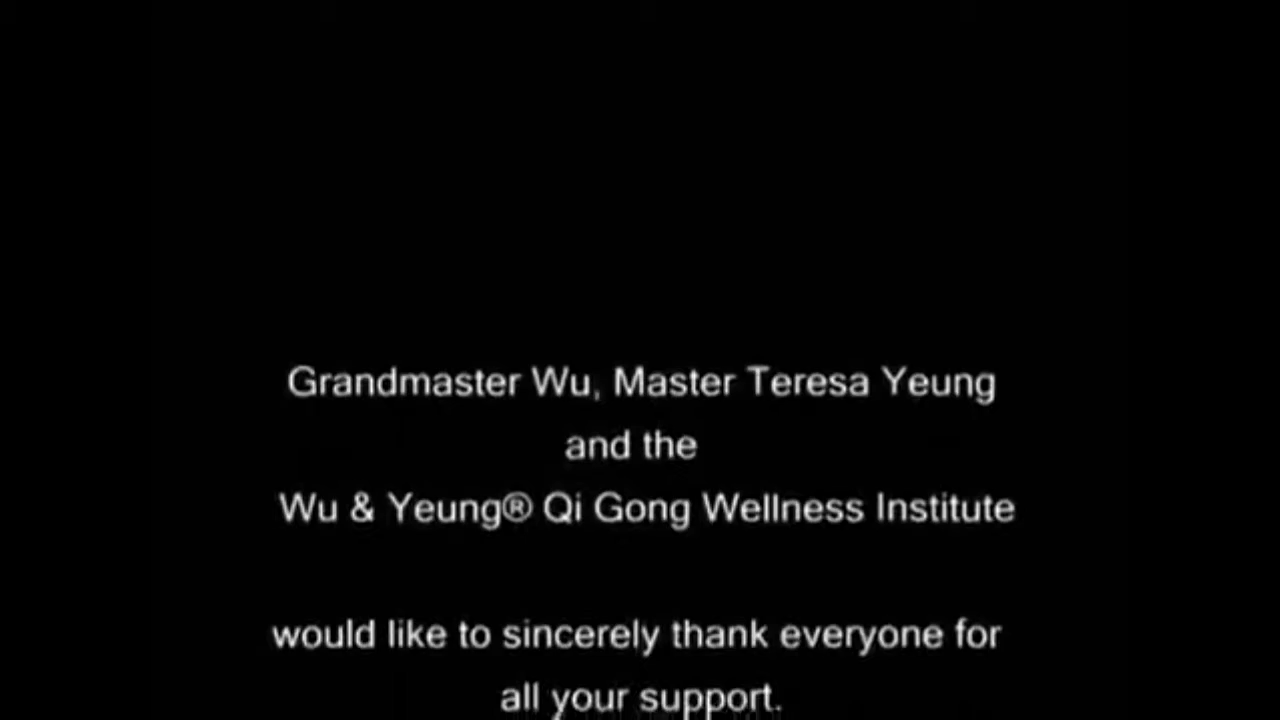 Grandmaster Wu, Master Teresa Yeung
and the
Wu & Yeung® Qi Gong Wellness Institute
would like to sincerely thank everyone for
all your support.